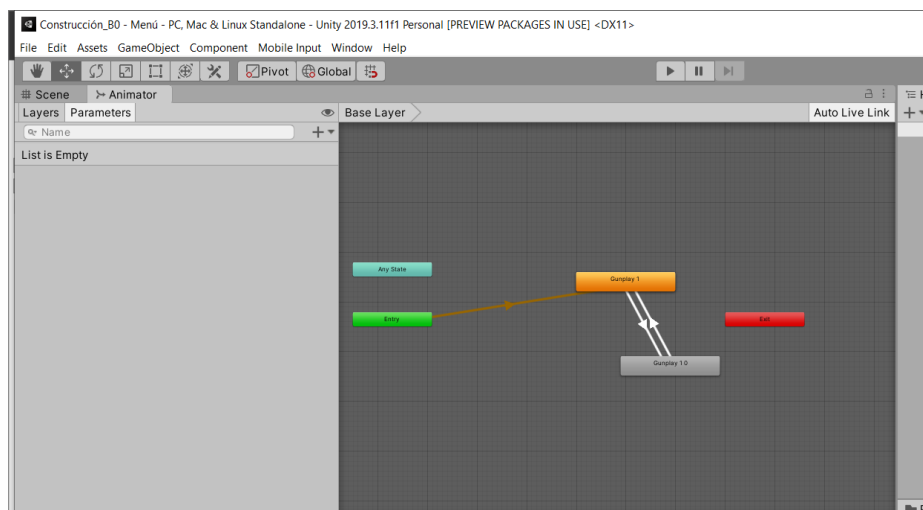 Construcción_B0 - Menú - PC, Mac & Linux Standalone - Unity 2019.3.11f1 Personal [PREVIEW PACKAGES IN USE] <DX11>
File Edit Assets GameObject Component Mobile Input Window Help
Pivot Global
Scene Animator
Layers Parameters Base Layer Auto Live Link
Name
List is Empty
Any State
Gunplay 1
Entry
Exit
Gunplay 1 0